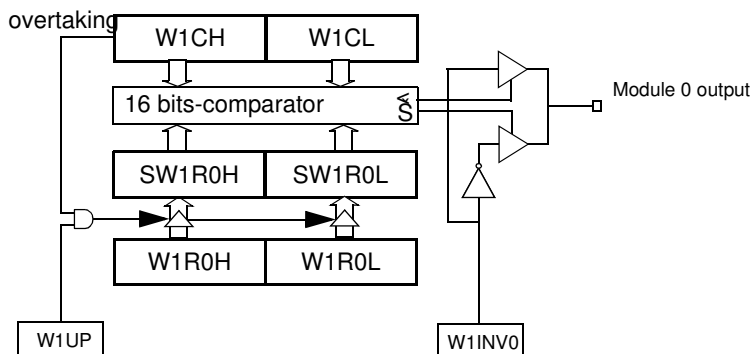 overtaking
W1CH W1CL
16 bits-comparator
< 
S
Module 0 output
SW1R0H SW1R0L
W1R0H W1R0L
W1UP
W1INV0